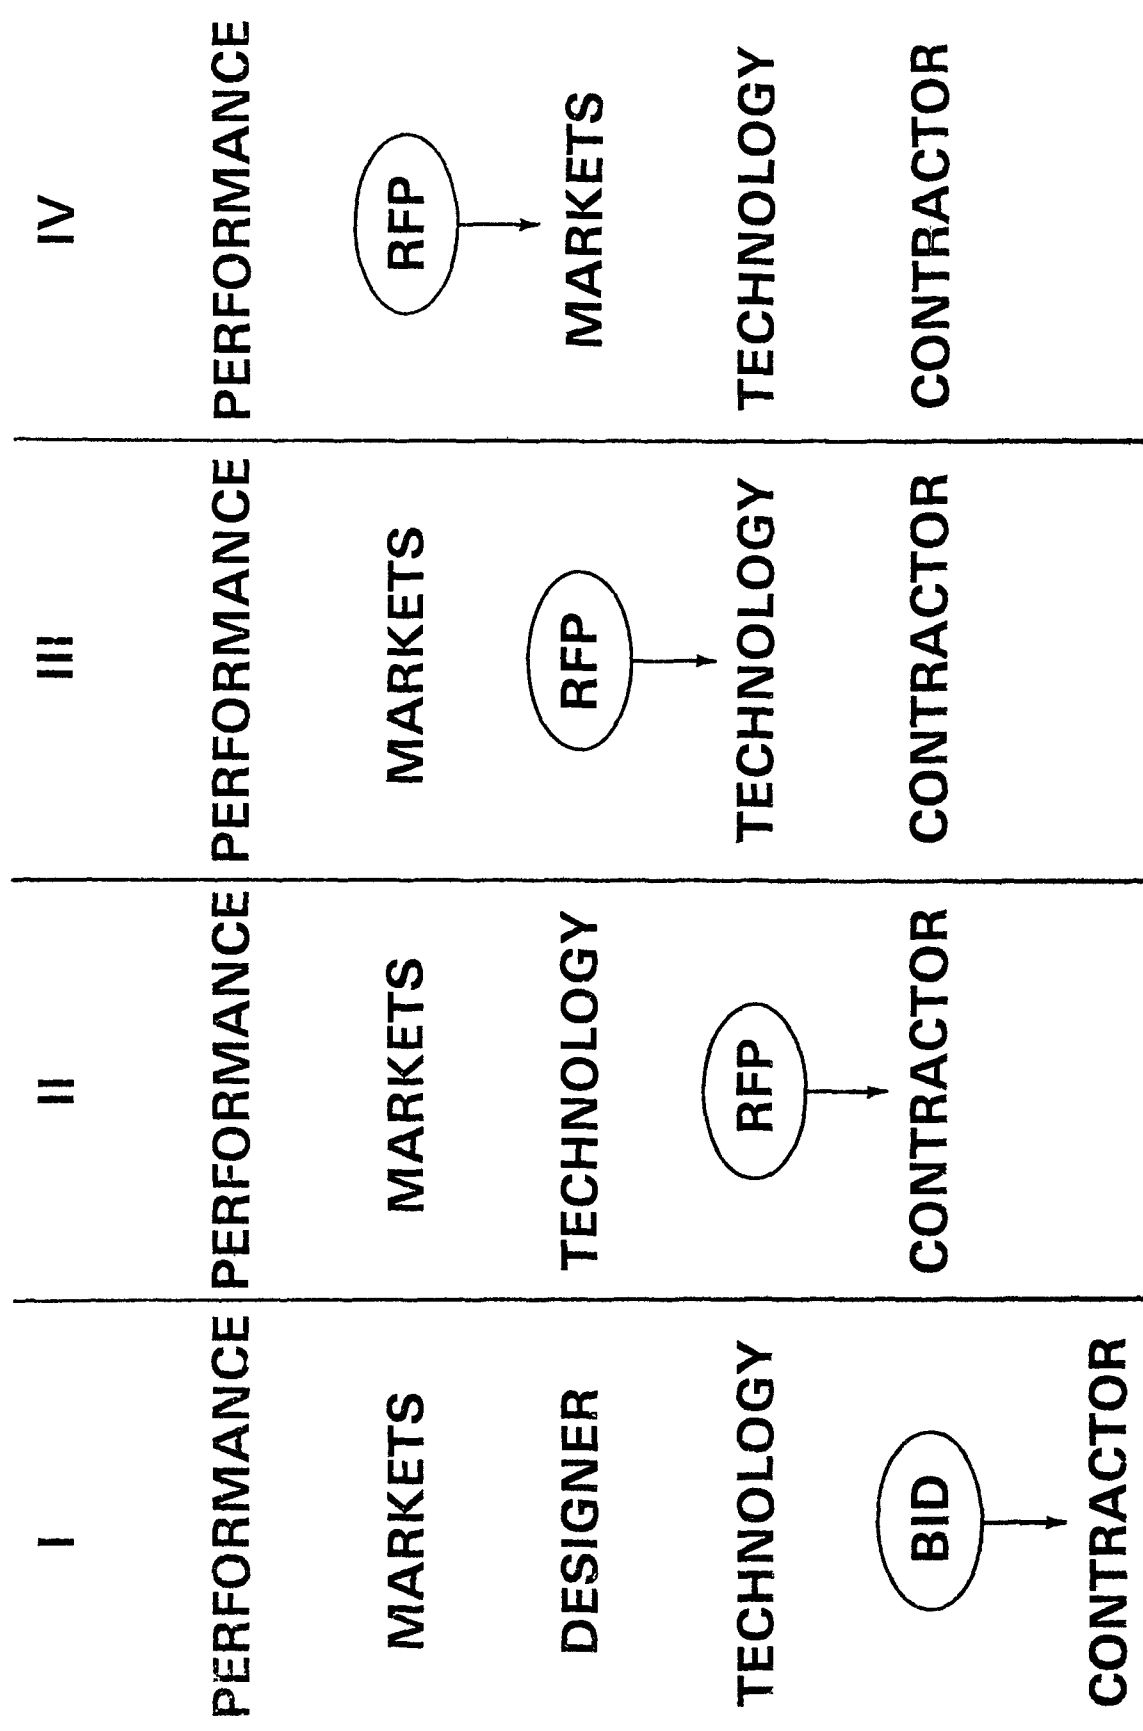 I
PERFORMANCE
MARKETS
DESIGNER
TECHNOLOGY
BID
CONTRACTOR
II
PERFORMANCE
MARKETS
TECHNOLOGY
RFP
CONTRACTOR
III
PERFORMANCE
MARKETS
RFP
TECHNOLOGY
CONTRACTOR
IV
PERFORMANCE
RFP
MARKETS
TECHNOLOGY
CONTRACTOR